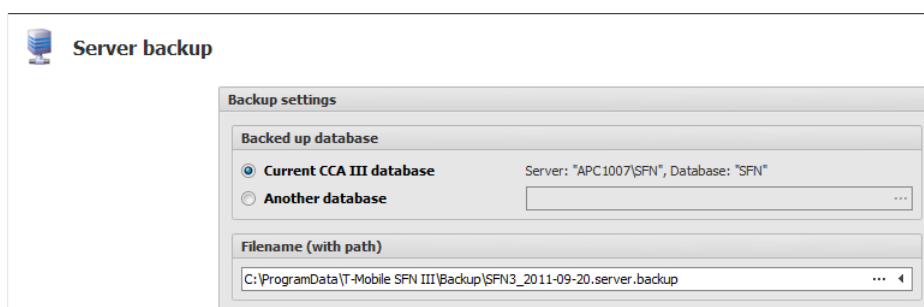 Server backup
Backup settings
Backed up database
Current CCA III database Server: "APC1007\SFN", Database: "SFN"
Another database ...
Filename (with path)
C:\ProgramData\T-Mobile SFN III\Backup\SFN3_2011-09-20.server.backup ...